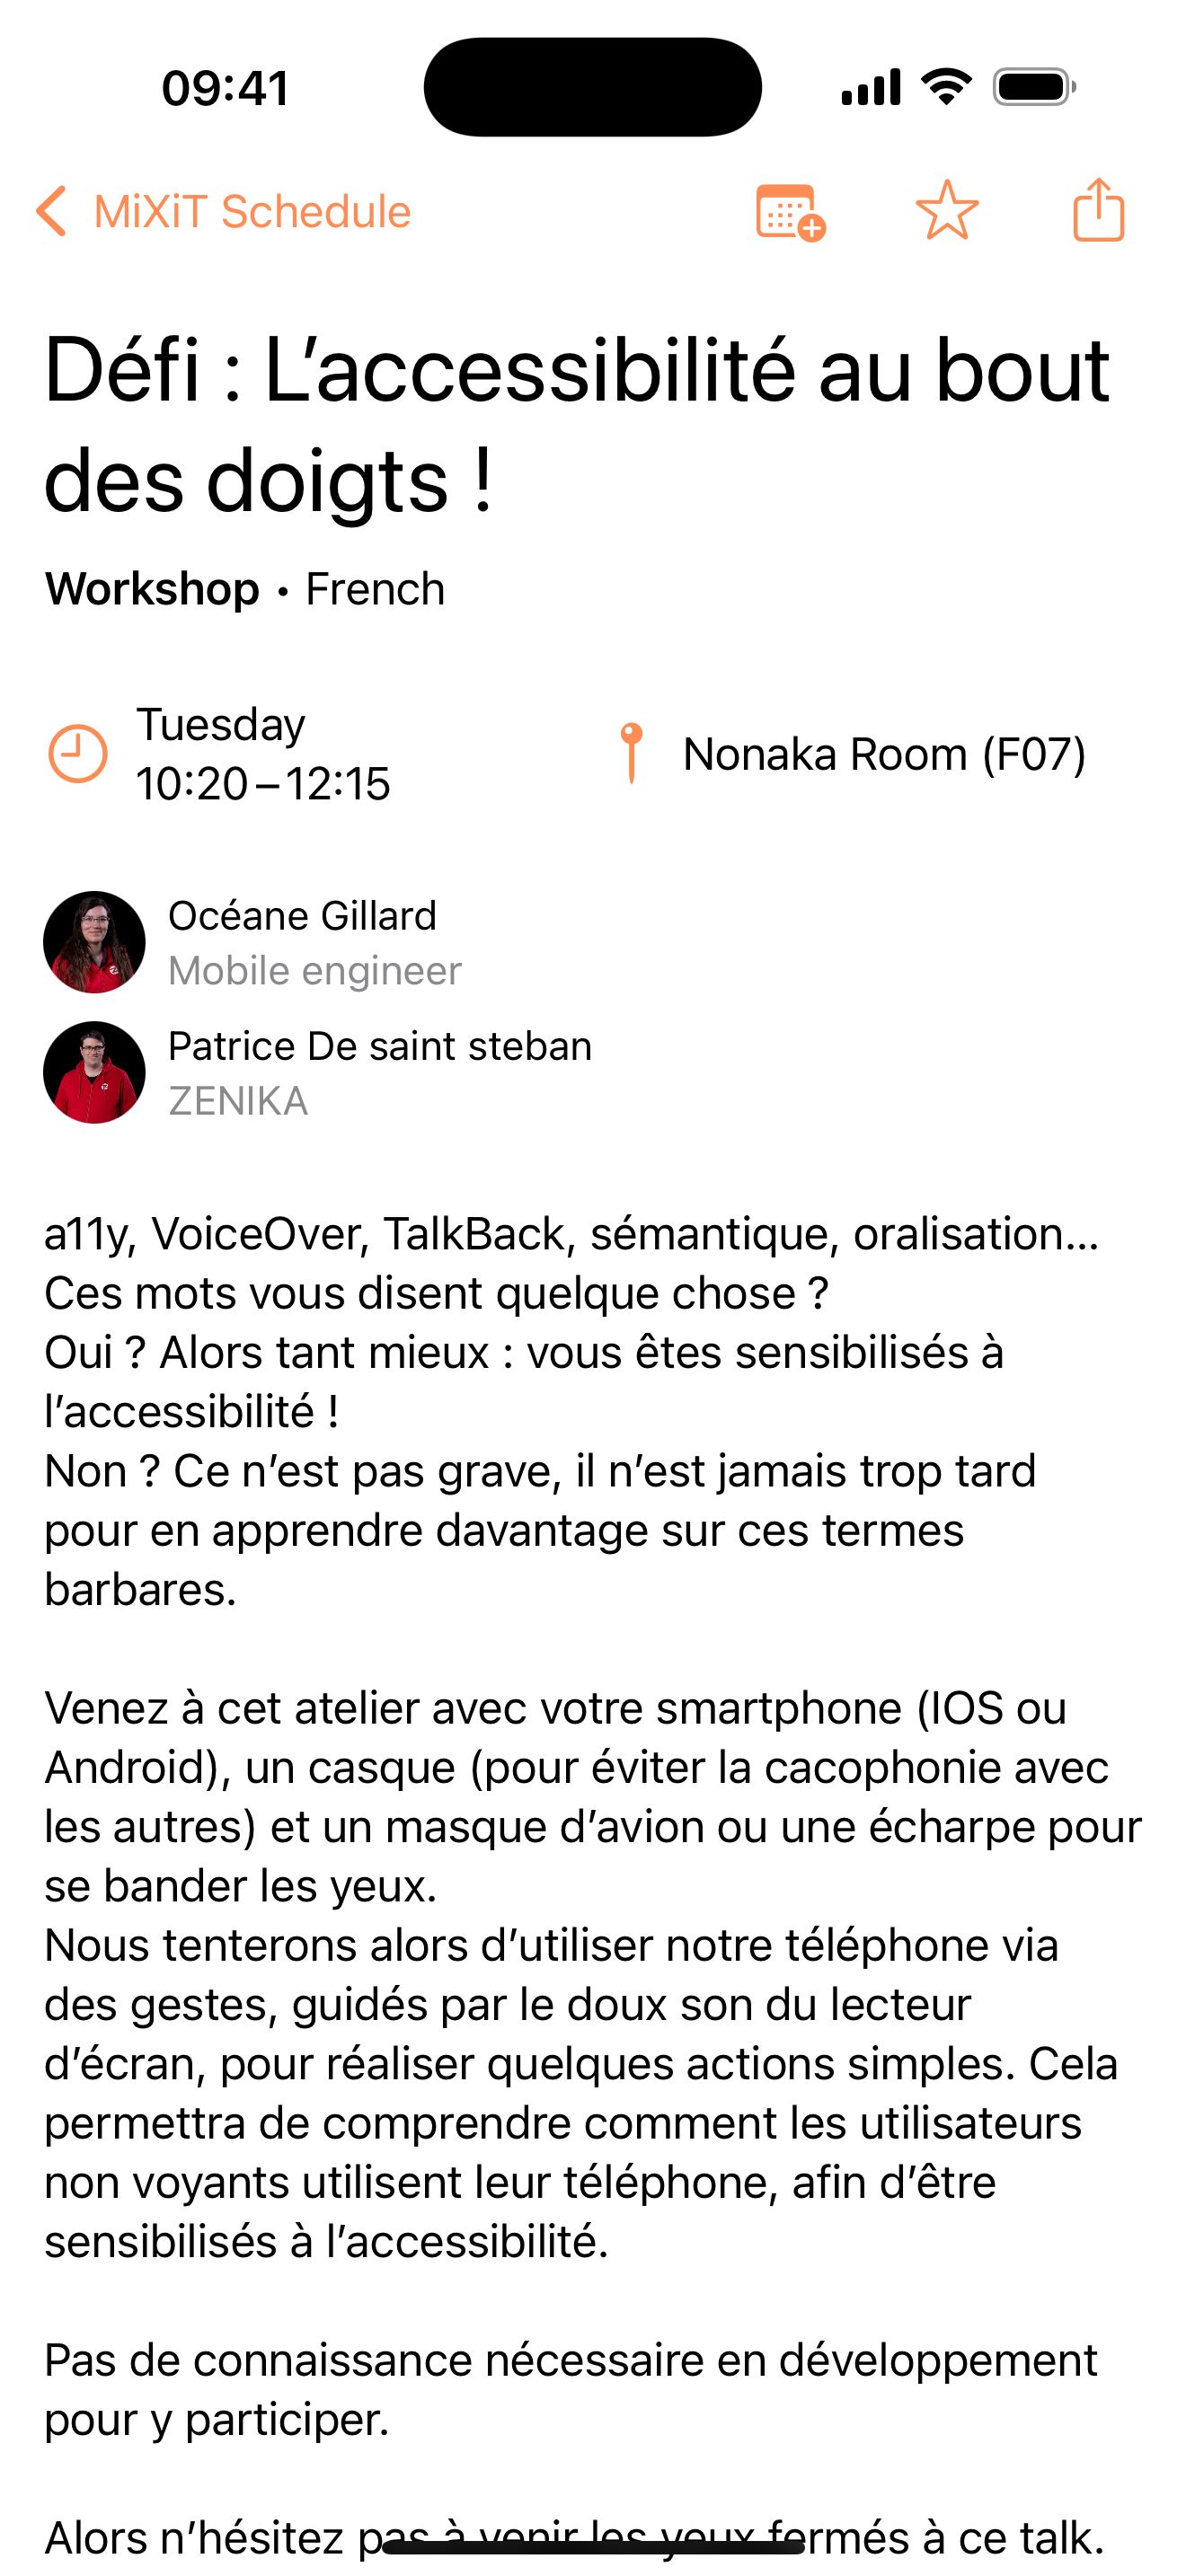 09:41
MiXiT Schedule
Défi : L’accessibilité au bout
des doigts !
Workshop • French
Tuesday
10:20 – 12:15
Nonaka Room (F07)
Océane Gillard
Mobile engineer
Patrice De saint steban
ZENIKA
a11y, VoiceOver, TalkBack, sémantique, oralisation...
Ces mots vous disent quelque chose ?
Oui ? Alors tant mieux : vous êtes sensibilisés à
l’accessibilité !
Non ? Ce n’est pas grave, il n’est jamais trop tard
pour en apprendre davantage sur ces termes
barbares.
Venez à cet atelier avec votre smartphone (IOS ou
Android), un casque (pour éviter la cacophonie avec
les autres) et un masque d’avion ou une écharpe pour
se bander les yeux.
Nous tenterons alors d’utiliser notre téléphone via
des gestes, guidés par le doux son du lecteur
d’écran, pour réaliser quelques actions simples. Cela
permettra de comprendre comment les utilisateurs
non voyants utilisent leur téléphone, afin d’être
sensibilisés à l’accessibilité.
Pas de connaissance nécessaire en développement
pour y participer.
Alors n’hésitez pas à venir les yeux fermés à ce talk.